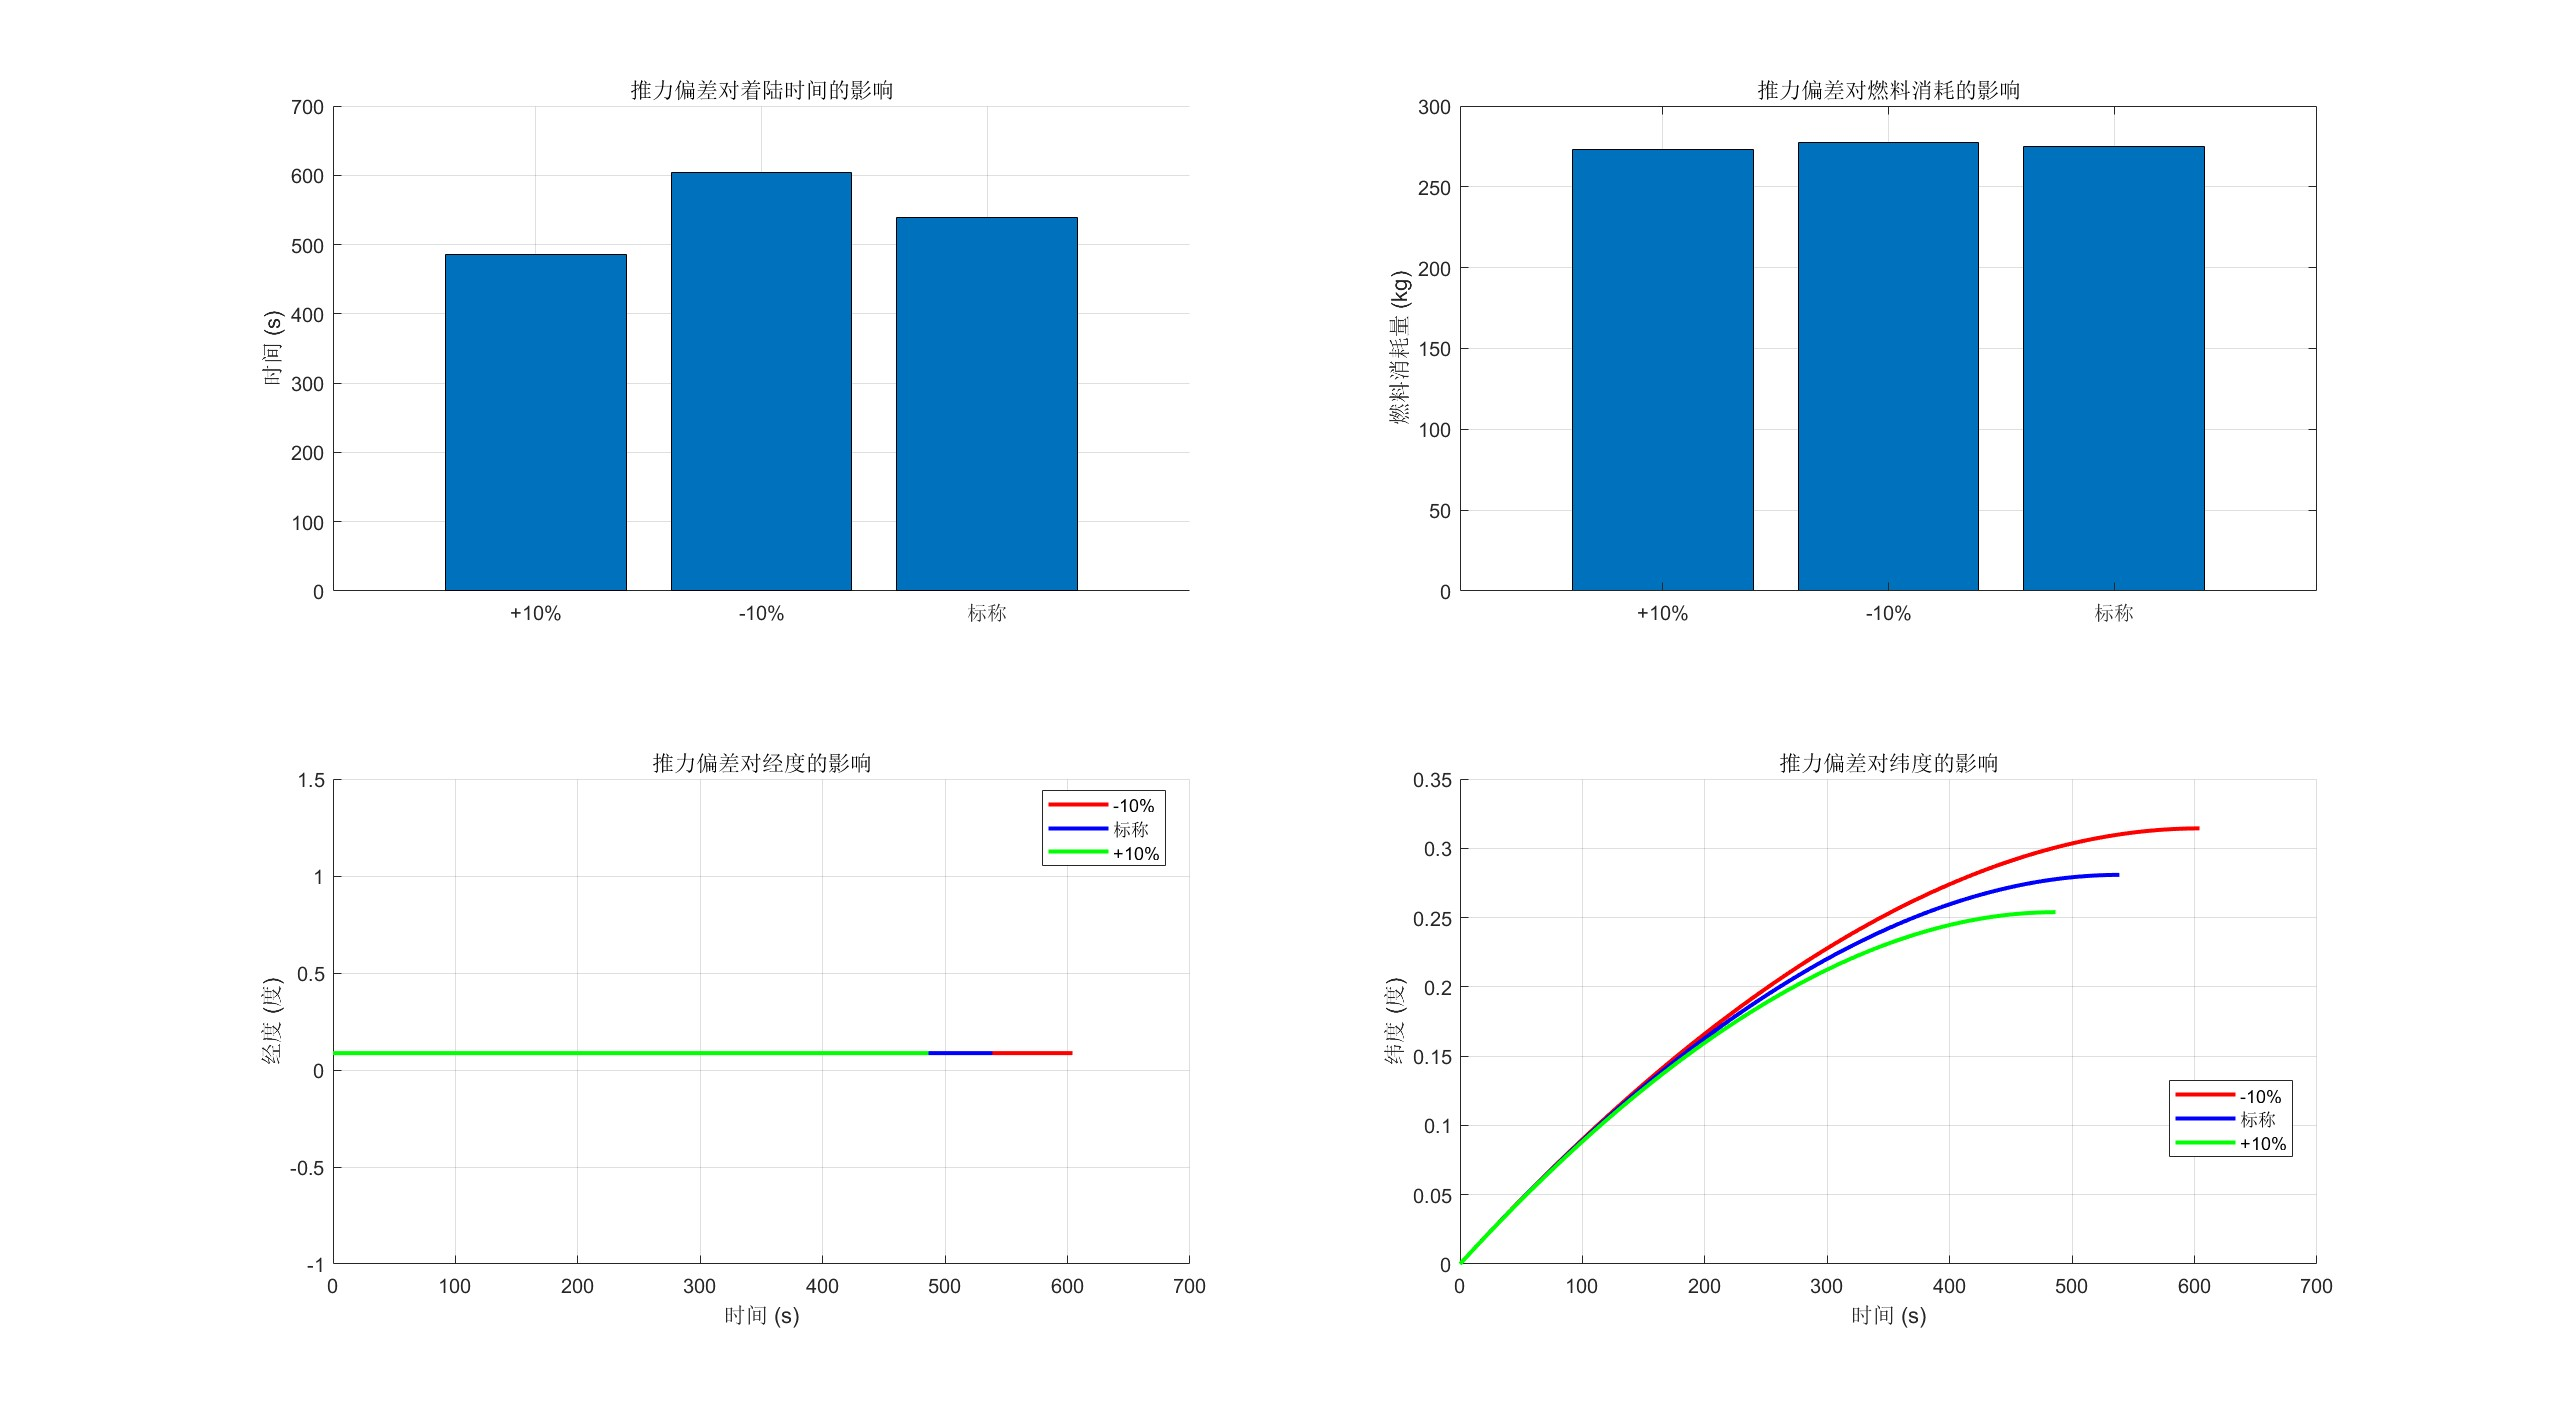 推力偏差对着陆时间的影响
700
600
500
400
300
200
100
0
时间 (s)
+10%
-10%
标称
推力偏差对燃料消耗的影响
300
250
200
150
100
50
0
燃料消耗量 (kg)
+10%
-10%
标称
推力偏差对经度的影响
1.5
1
0.5
0
-0.5
-1
经度 (度)
-10%
标称
+10%
0 100 200 300 400 500 600 700
时间 (s)
推力偏差对纬度的影响
0.35
0.3
0.25
0.2
0.15
0.1
0.05
0
纬度 (度)
-10%
标称
+10%
0 100 200 300 400 500 600 700
时间 (s)